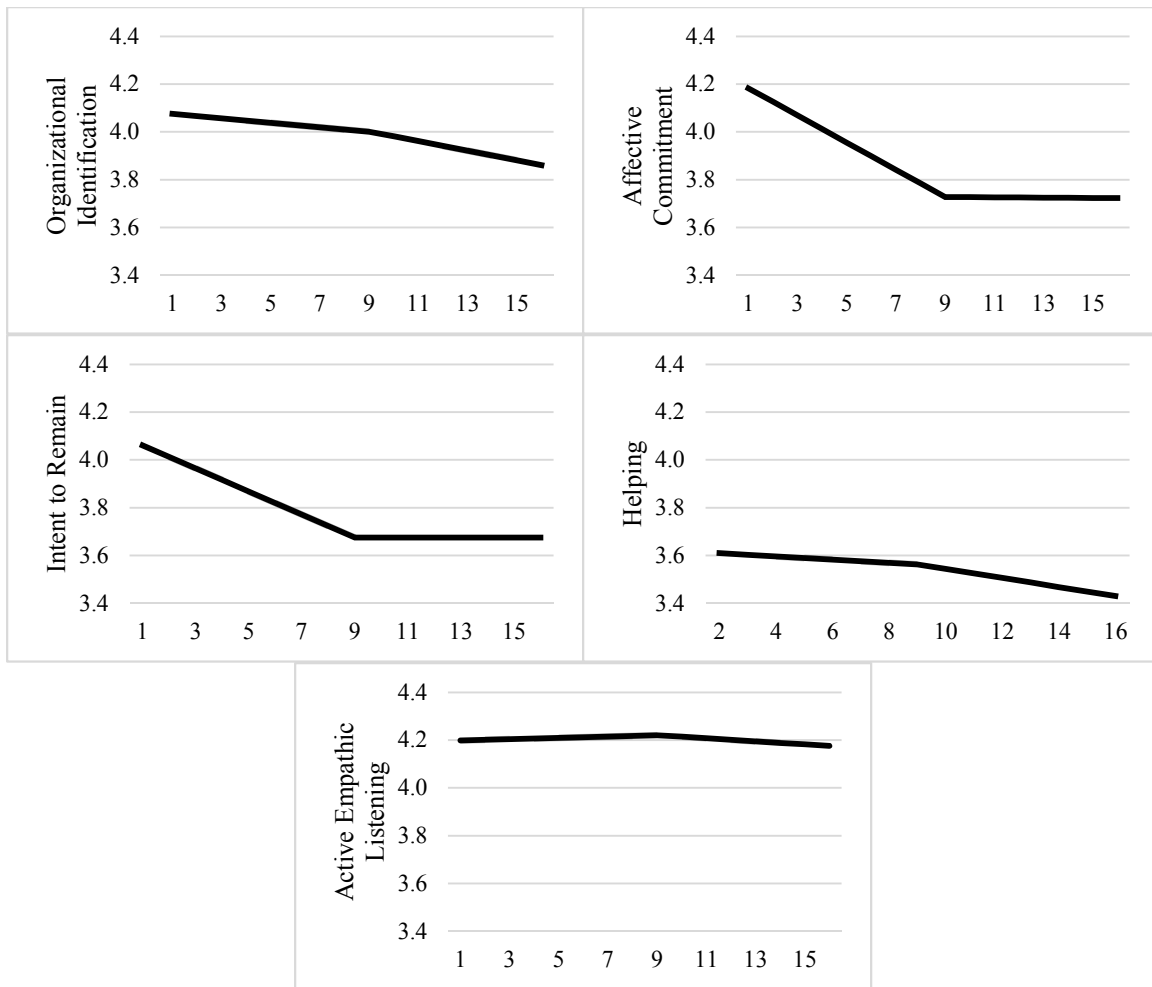 Organizational
Identification
4.4
4.2
4.0
3.8
3.6
3.4
1 3 5 7 9 11 13 15
Affective
Commitment
4.4
4.2
4.0
3.8
3.6
3.4
1 3 5 7 9 11 13 15
Intent to Remain
4.4
4.2
4.0
3.8
3.6
3.4
1 3 5 7 9 11 13 15
Helping
4.4
4.2
4.0
3.8
3.6
3.4
2 4 6 8 10 12 14 16
Active Empathic
Listening
4.4
4.2
4.0
3.8
3.6
3.4
1 3 5 7 9 11 13 15